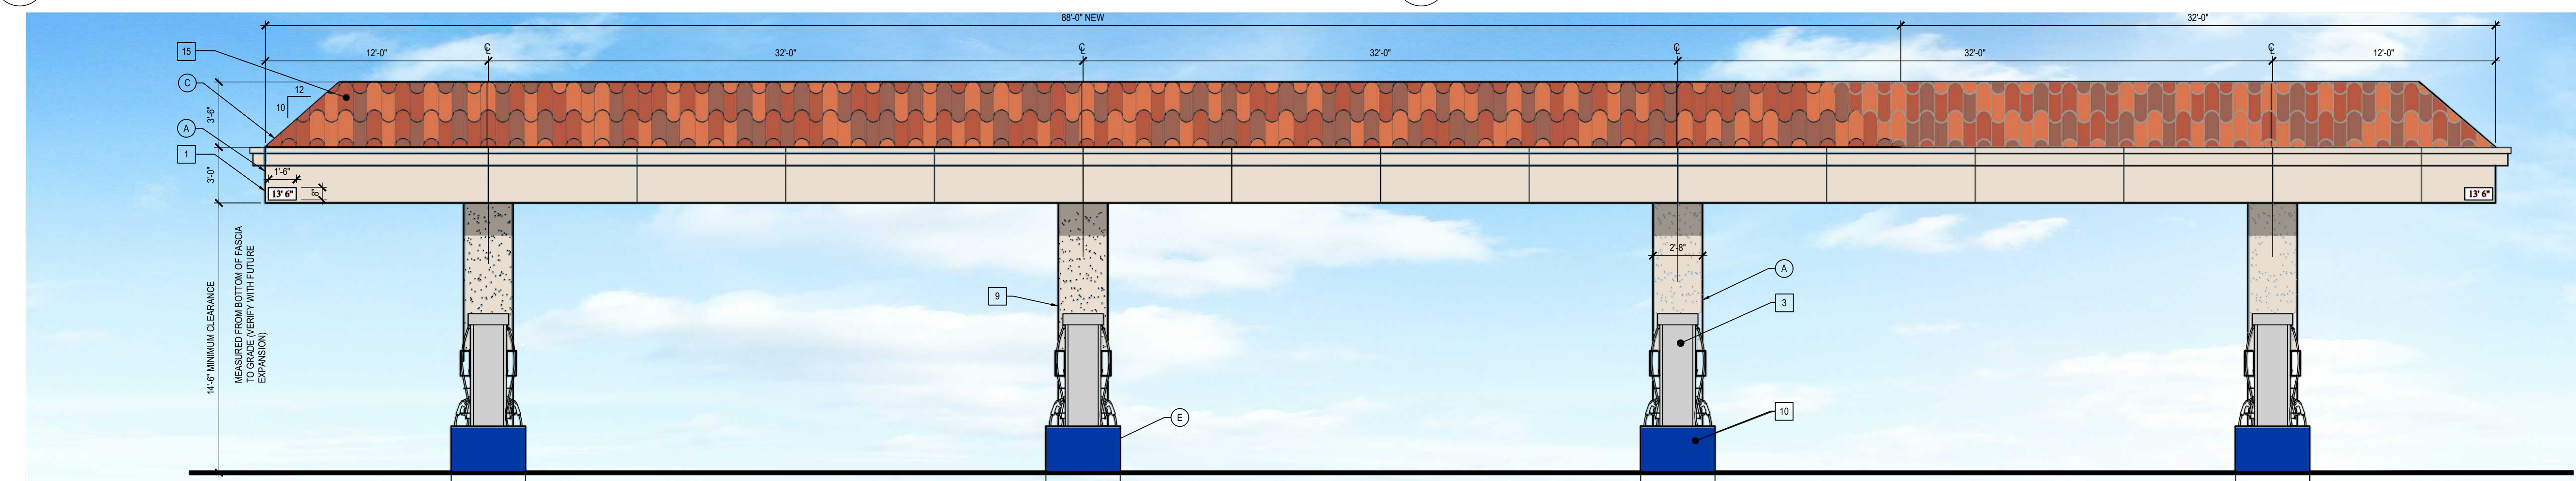 88'-0" NEW
32'-0"
12'-0"
℄
32'-0"
℄
32'-0"
℄
32'-0"
℄
12'-0"
15
C
12
10
3'-6"
A
1
3'-0"
1'-6"
8"
13' 6"
13' 6"
14'-6" MINIMUM CLEARANCE
MEASURED FROM BOTTOM OF FASCIA
TO GRADE (VERIFY WITH FUTURE
EXPANSION)
2'-8"
9
A
3
E
10